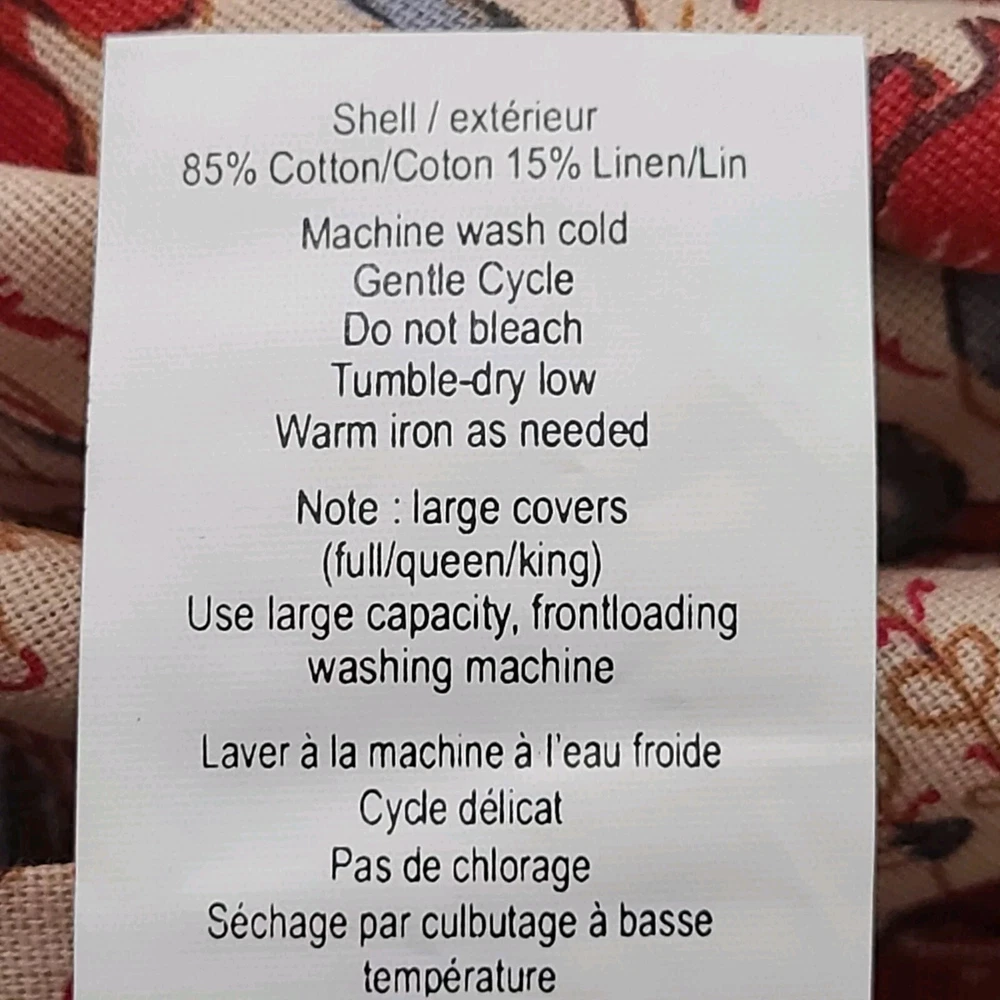 Shell / extérieur
85% Cotton/Coton 15% Linen/Lin
Machine wash cold
Gentle Cycle
Do not bleach
Tumble-dry low
Warm iron as needed
Note : large covers
(full/queen/king)
Use large capacity, frontloading
washing machine
Laver à la machine à l'eau froide
Cycle délicat
Pas de chlorage
Séchage par culbutage à basse
température